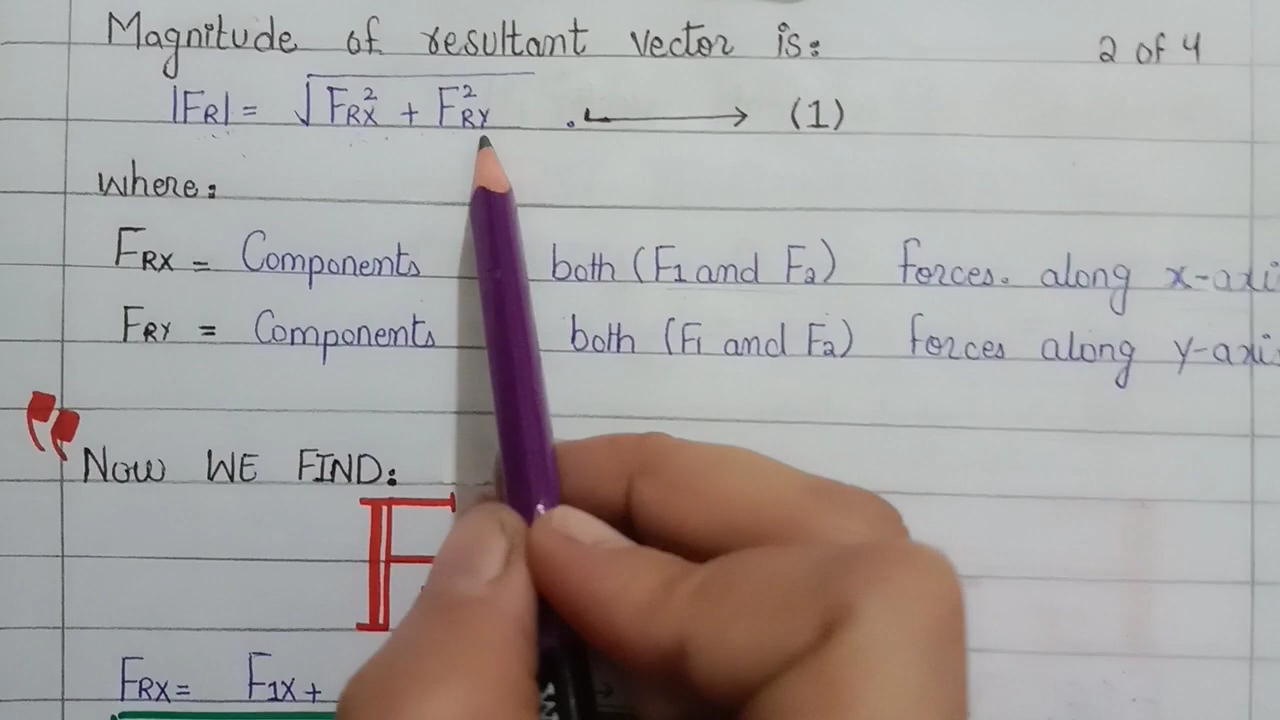 Magnitude of resultant vector is: 2 of 4
|FR| = √FRX² + FRY² . ⟵⟶ (1)
where:
FRX = Components both (F1 and F2) forces. along x-axi
FRY = Components both (F1 and F2) forces along y-axi
" NOW WE FIND:
F
FRX = F1X +